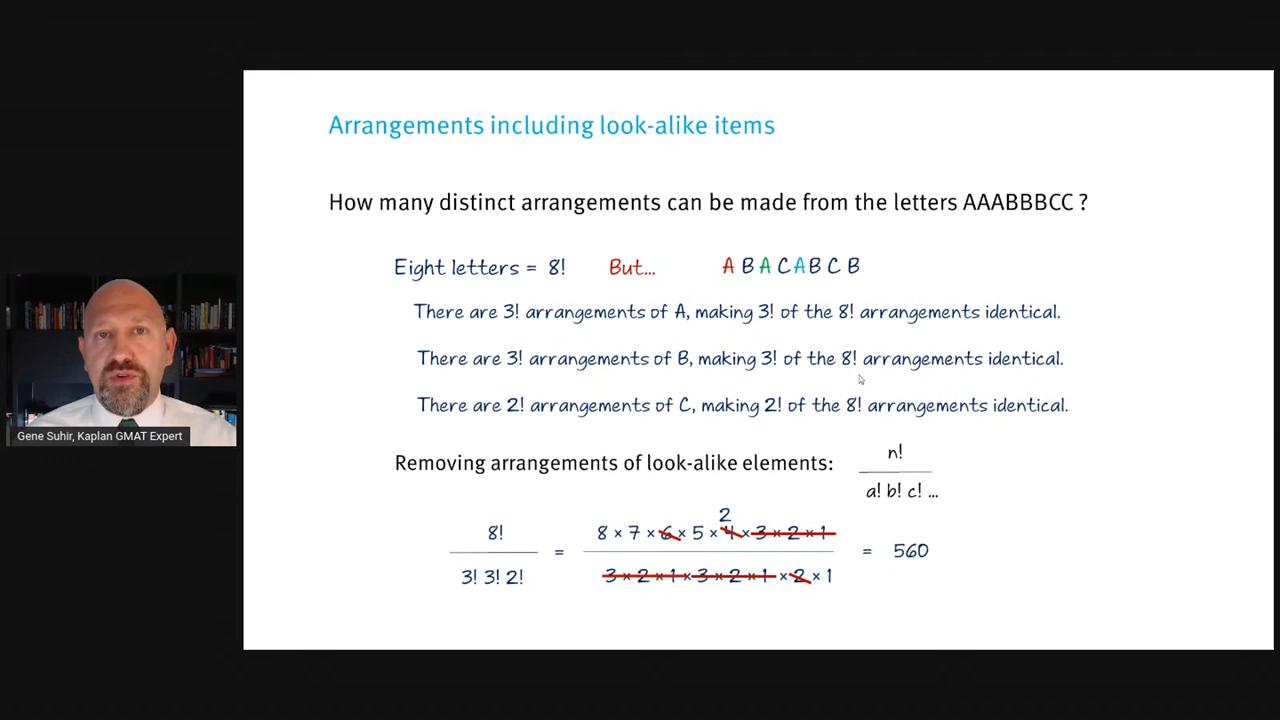 Arrangements including look-alike items
How many distinct arrangements can be made from the letters AAABBBCC ?
Eight letters = 8! But... A B A C A B C B
There are 3! arrangements of A, making 3! of the 8! arrangements identical.
There are 3! arrangements of B, making 3! of the 8! arrangements identical.
There are 2! arrangements of C, making 2! of the 8! arrangements identical.
Gene Suhir, Kaplan GMAT Expert
Removing arrangements of look-alike elements:
n!
a! b! c! ...
2
8!
8 × 7 × 6 × 5 × 4 × 3 × 2 × 1
= = 560
3! 3! 2!
3 × 2 × 1 × 3 × 2 × 1 × 2 × 1